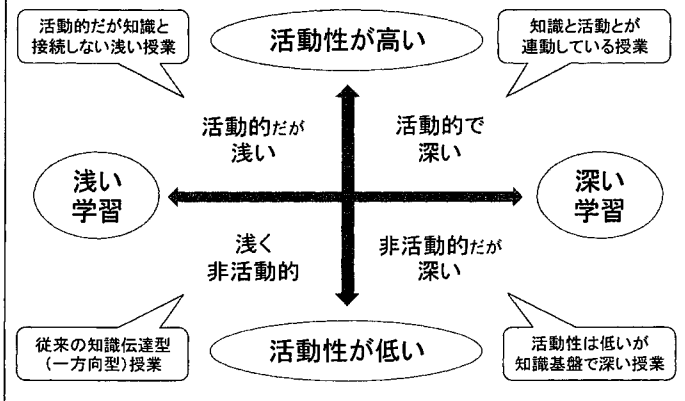 活動的だが知識と
接続しない浅い授業
活動性が高い
知識と活動とが
連動している授業
活動的だが
浅い
活動的で
深い
浅い
学習
深い
学習
浅く
非活動的
非活動的だが
深い
従来の知識伝達型
（一方向型）授業
活動性が低い
活動性は低いが
知識基盤で深い授業